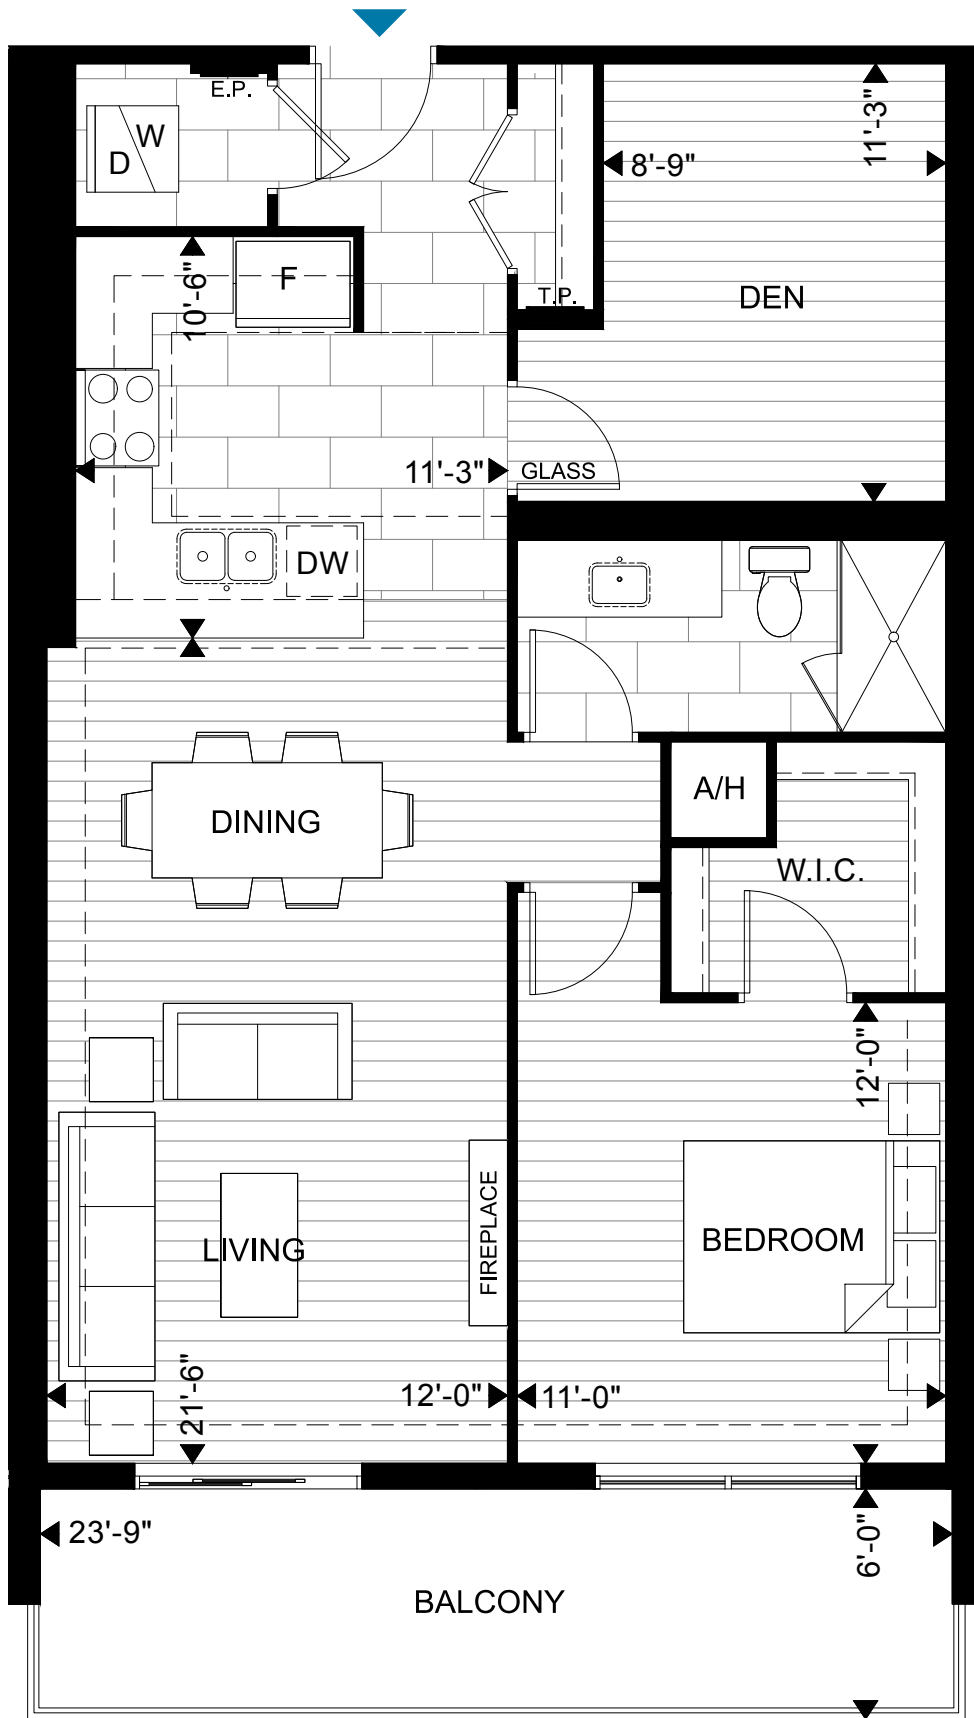 E.P.
W
D
11'-3"
8'-9"
10'-6"
F
T.P.
DEN
11'-3"
GLASS
DW
A/H
DINING
W.I.C.
12'-0"
FIREPLACE
BEDROOM
LIVING
21'-6"
12'-0"
11'-0"
23'-9"
6'-0"
BALCONY